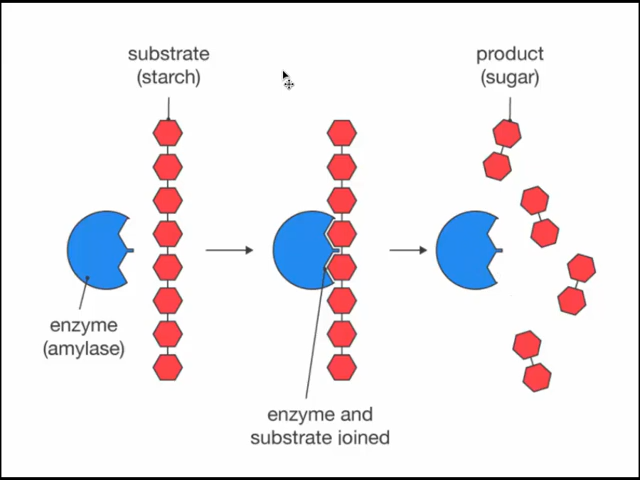 substrate
(starch)
product
(sugar)
enzyme
(amylase)
enzyme and
substrate joined